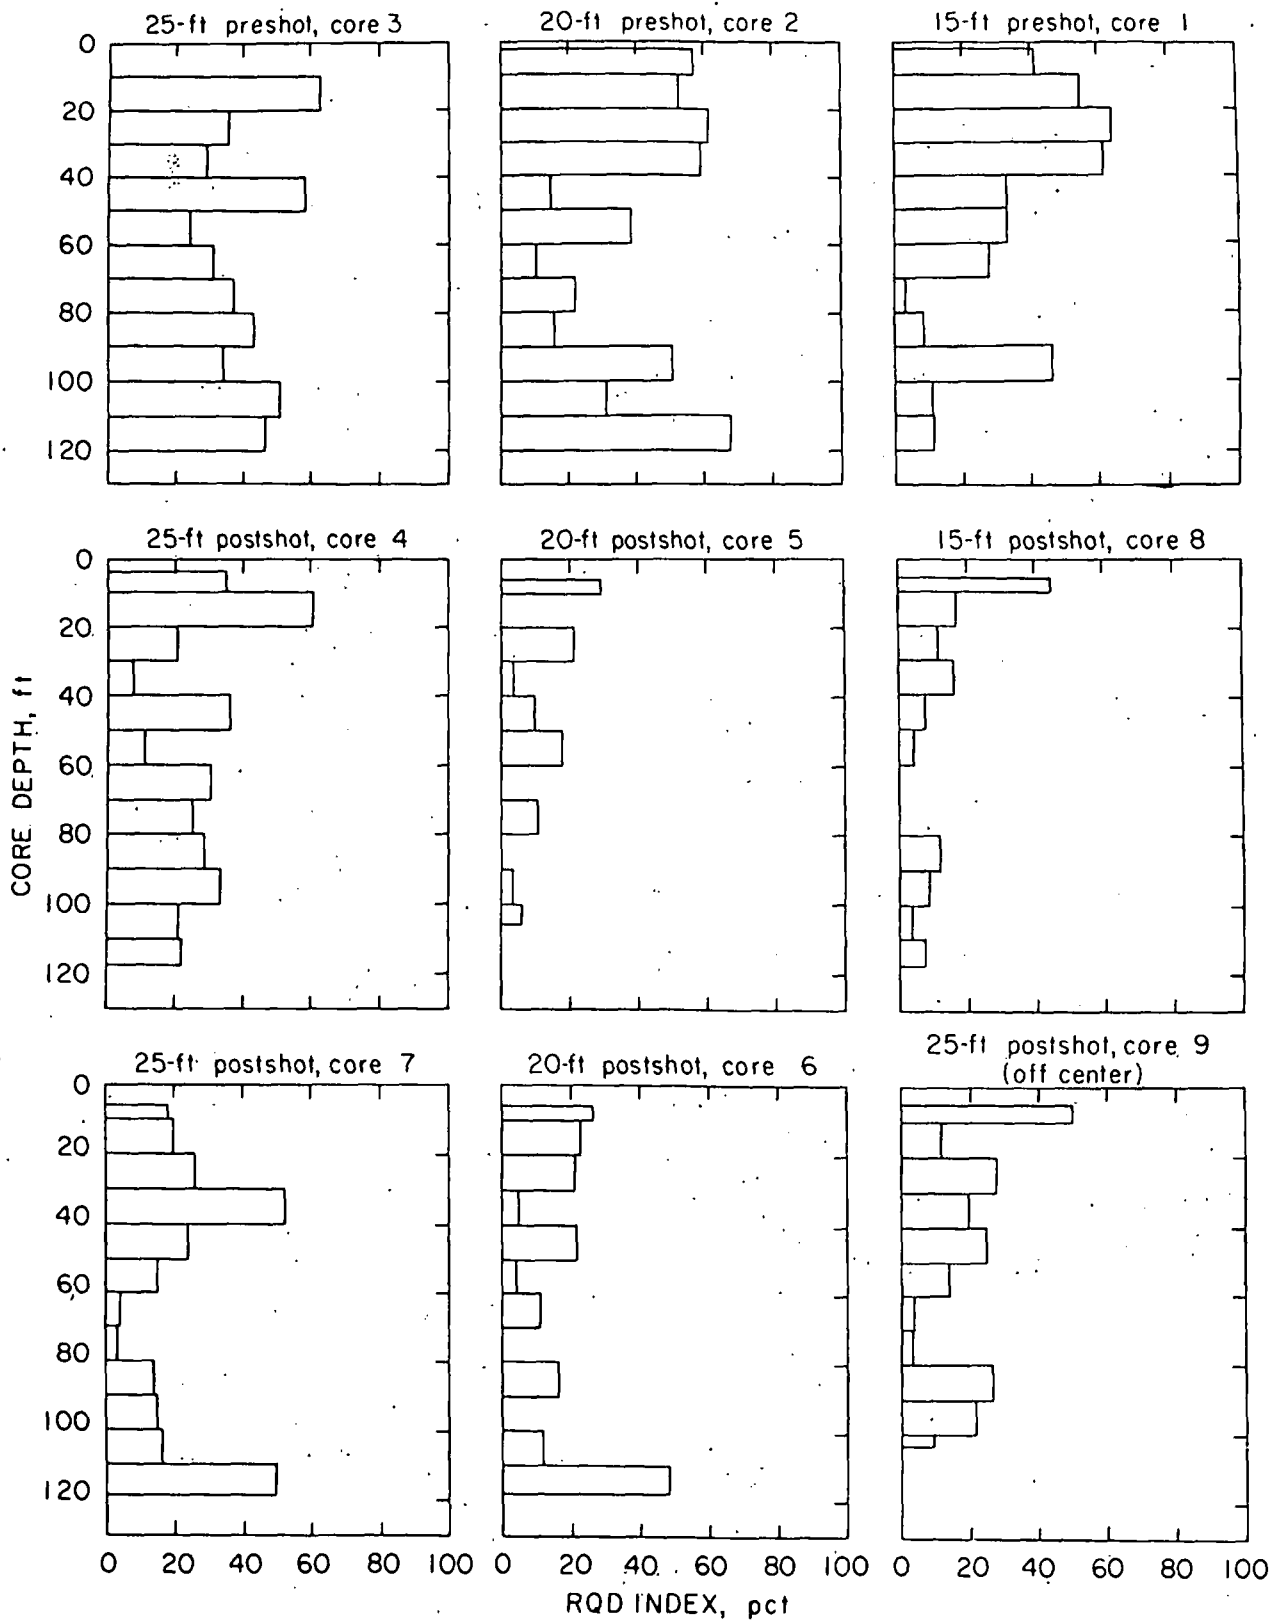 25-ft preshot, core 3
20-ft preshot, core 2
15-ft preshot, core 1
0
20
40
60
80
100
120
25-ft postshot, core 4
20-ft postshot, core 5
15-ft postshot, core 8
0
20
40
60
80
100
120
CORE DEPTH, ft
25-ft postshot, core 7
20-ft postshot, core 6
25-ft postshot, core 9
(off center)
0
20
40
60
80
100
120
0 20 40 60 80 100
0 20 40 60 80 100
0 20 40 60 80 100
RQD INDEX, pct